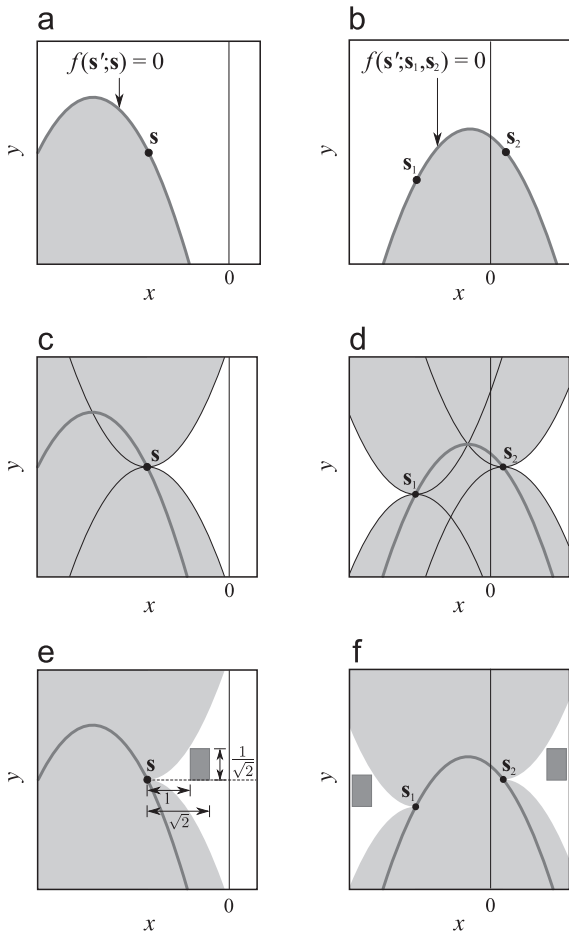 a
b
f(s′;s) = 0
f(s′;s₁,s₂) = 0
s
s₁
s₂
y
y
0
0
x
x
c
d
s
s₁
s₂
y
y
0
0
x
x
e
f
s
1/√2
1
√2
s₁
s₂
y
y
0
0
x
x